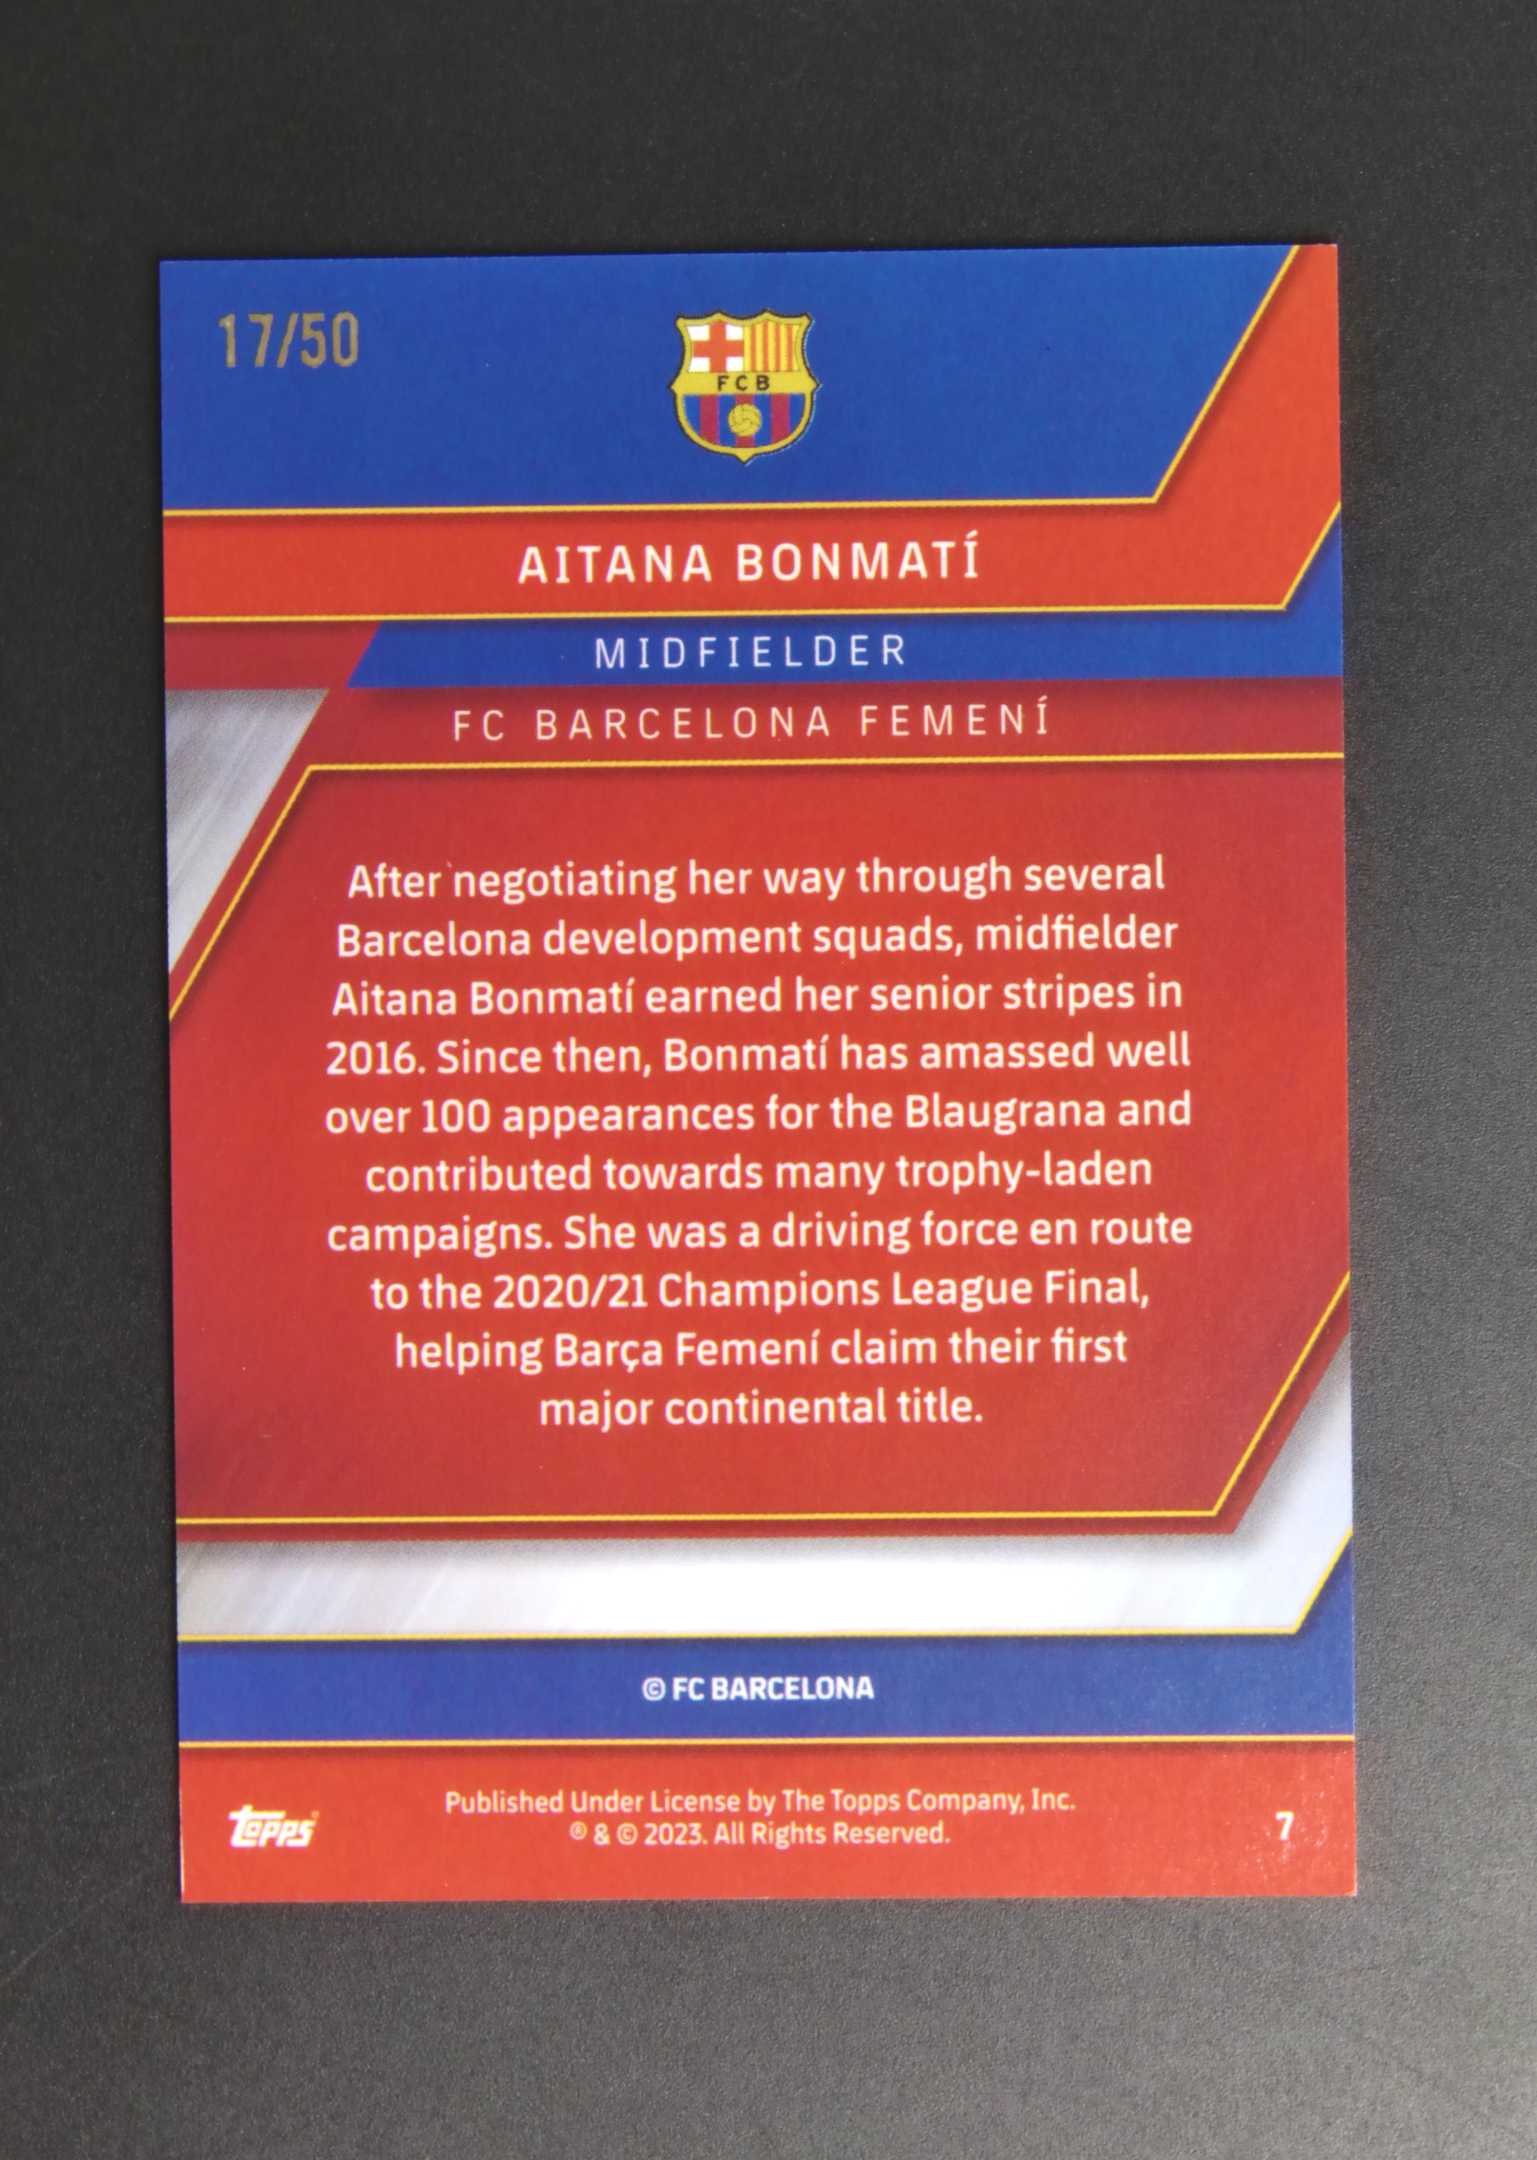 17/50
FCB
AITANA BONMATÍ
MIDFIELDER
FC BARCELONA FEMENÍ
After negotiating her way through several
Barcelona development squads, midfielder
Aitana Bonmatí earned her senior stripes in
2016. Since then, Bonmatí has amassed well
over 100 appearances for the Blaugrana and
contributed towards many trophy-laden
campaigns. She was a driving force en route
to the 2020/21 Champions League Final,
helping Barça Femení claim their first
major continental title.
© FC BARCELONA
Published Under License by The Topps Company, Inc.
® & © 2023. All Rights Reserved.
Topps®
7